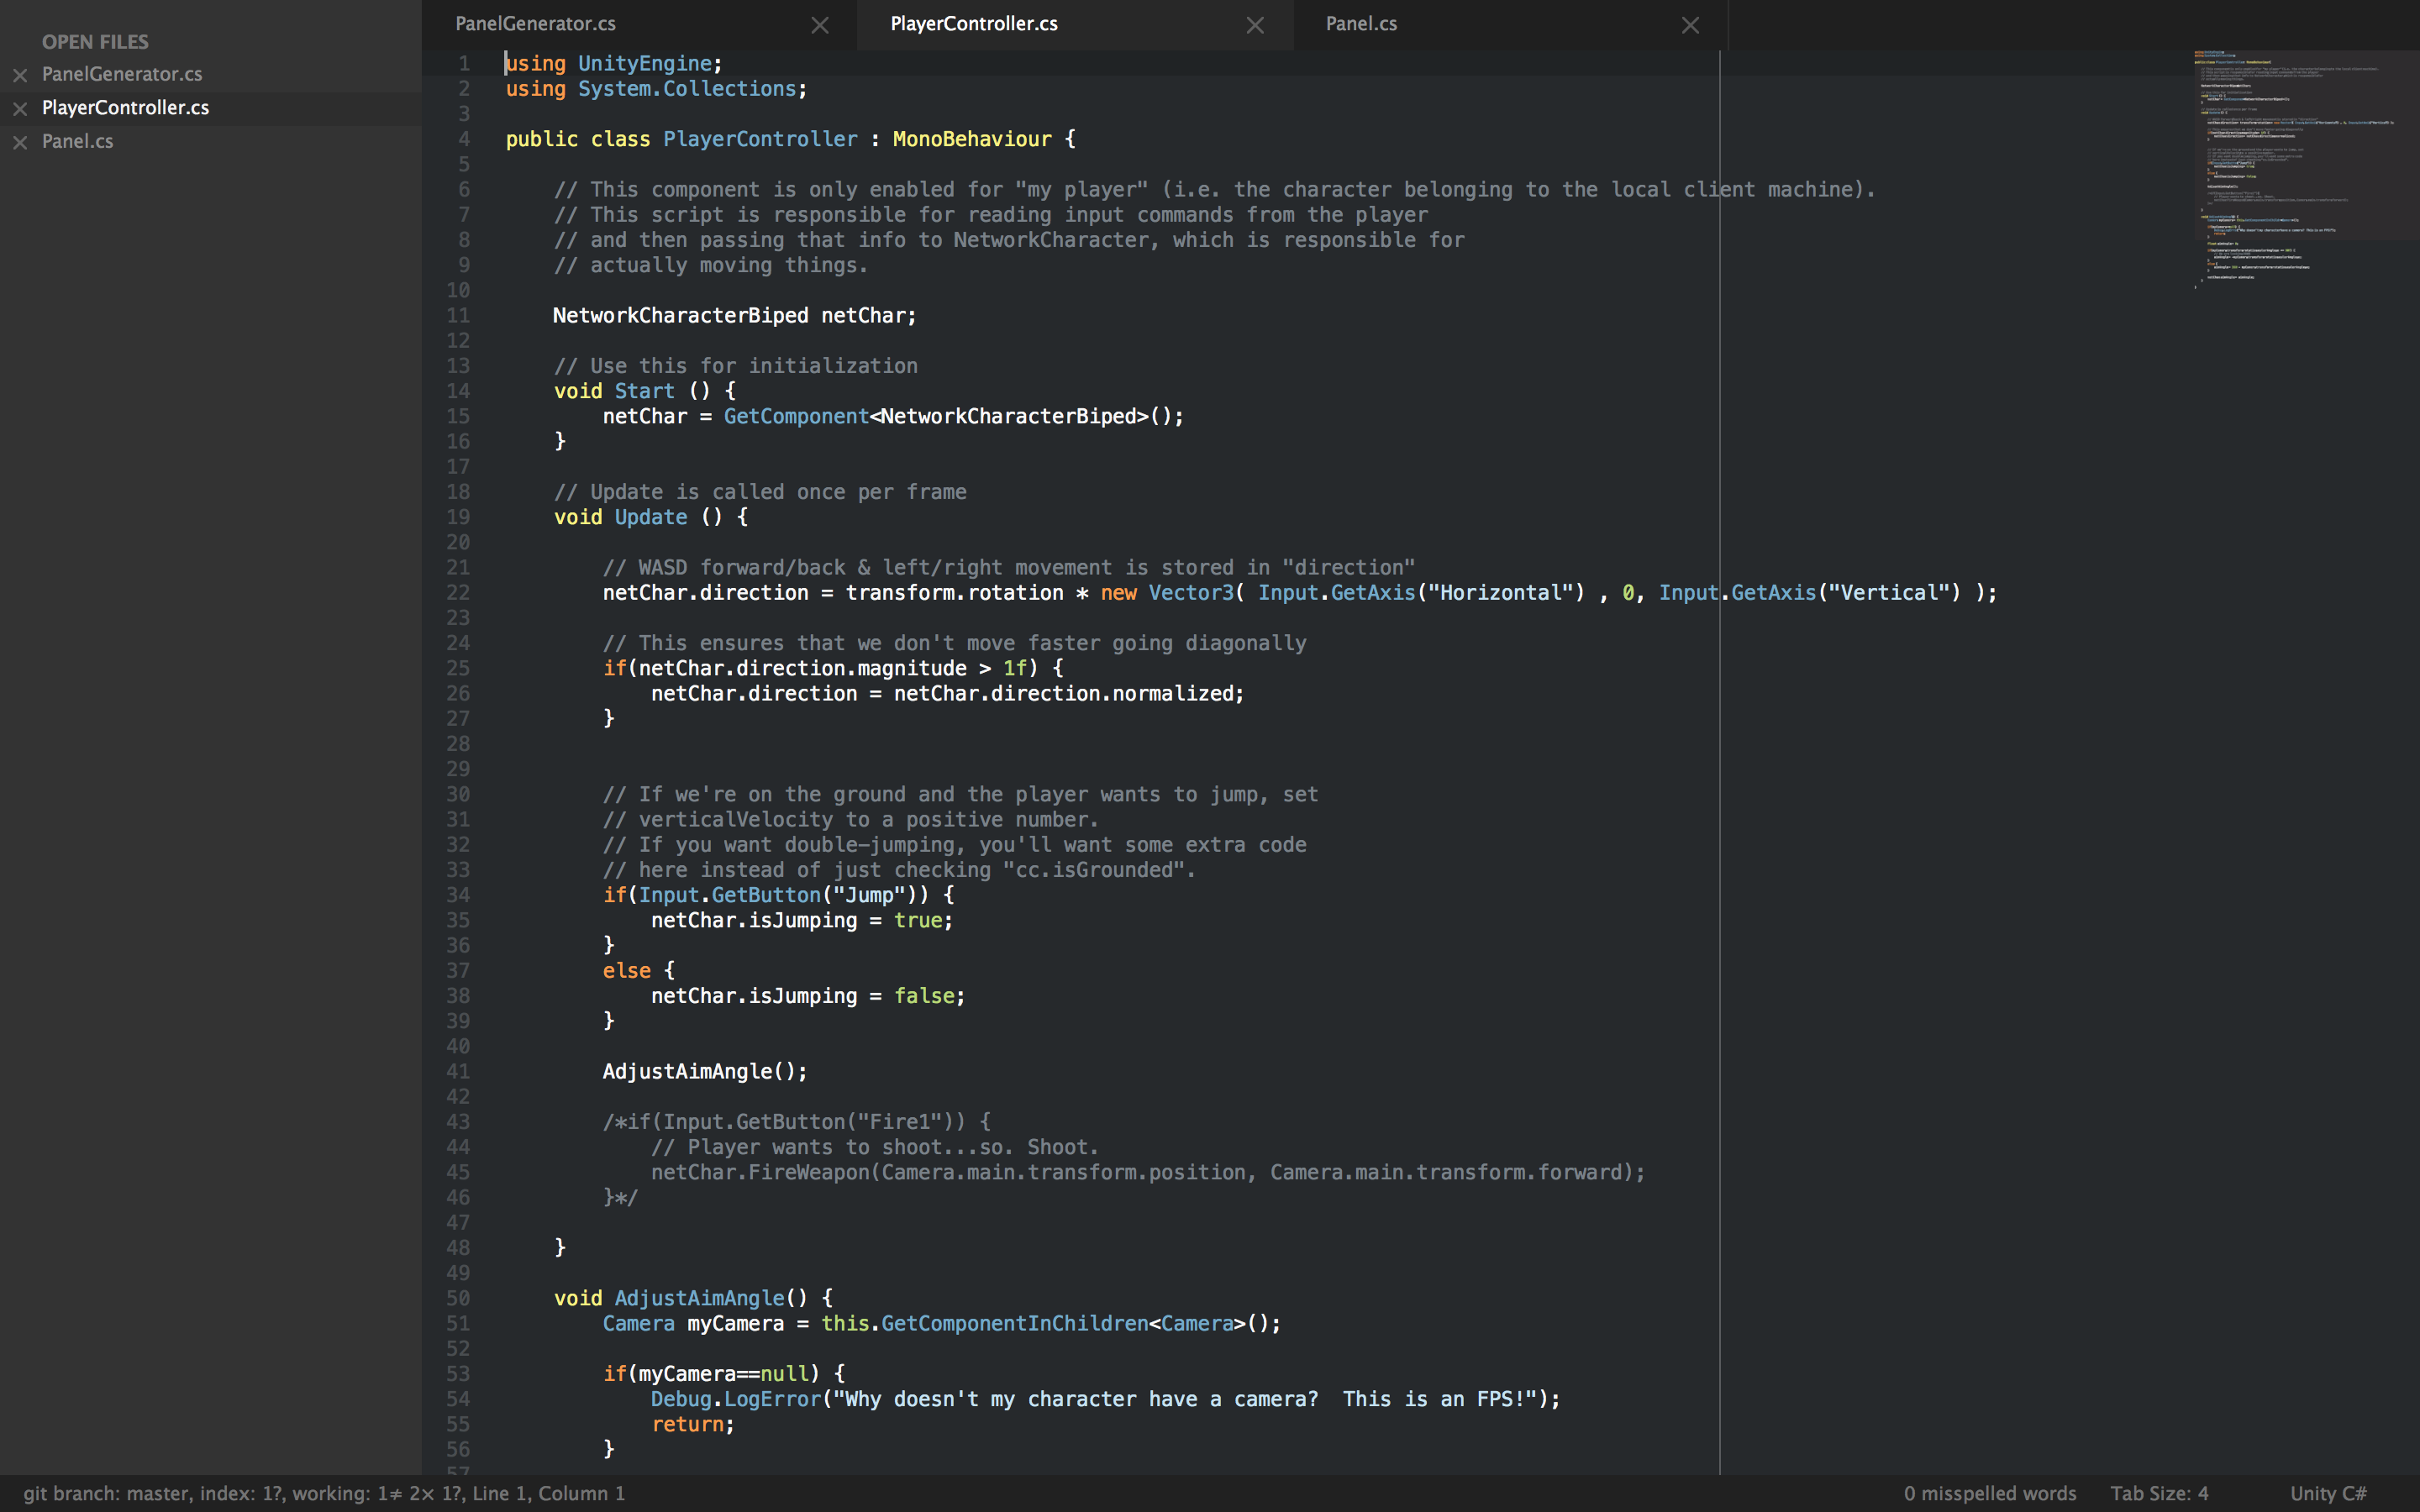 OPEN FILES
PanelGenerator.cs
PlayerController.cs
Panel.cs
PanelGenerator.cs
PlayerController.cs
Panel.cs
1 using UnityEngine;
2 using System.Collections;
3
4 public class PlayerController : MonoBehaviour {
5
6 // This component is only enabled for "my player" (i.e. the character belonging to the local client machine).
7 // This script is responsible for reading input commands from the player
8 // and then passing that info to NetworkCharacter, which is responsible for
9 // actually moving things.
10
11 NetworkCharacterBiped netChar;
12
13 // Use this for initialization
14 void Start () {
15 netChar = GetComponent<NetworkCharacterBiped>();
16 }
17
18 // Update is called once per frame
19 void Update () {
20
21 // WASD forward/back & left/right movement is stored in "direction"
22 netChar.direction = transform.rotation * new Vector3( Input.GetAxis("Horizontal") , 0, Input.GetAxis("Vertical") );
23
24 // This ensures that we don't move faster going diagonally
25 if(netChar.direction.magnitude > 1f) {
26 netChar.direction = netChar.direction.normalized;
27 }
28
29
30 // If we're on the ground and the player wants to jump, set
31 // verticalVelocity to a positive number.
32 // If you want double-jumping, you'll want some extra code
33 // here instead of just checking "cc.isGrounded".
34 if(Input.GetButton("Jump")) {
35 netChar.isJumping = true;
36 }
37 else {
38 netChar.isJumping = false;
39 }
40
41 AdjustAimAngle();
42
43 /*if(Input.GetButton("Fire1")) {
44 // Player wants to shoot...so. Shoot.
45 netChar.FireWeapon(Camera.main.transform.position, Camera.main.transform.forward);
46 }*/
47
48 }
49
50 void AdjustAimAngle() {
51 Camera myCamera = this.GetComponentInChildren<Camera>();
52
53 if(myCamera==null) {
54 Debug.LogError("Why doesn't my character have a camera?  This is an FPS!");
55 return;
56 }
57
git branch: master, index: 1?, working: 1≠ 2× 1?, Line 1, Column 1
0 misspelled words
Tab Size: 4
Unity C#